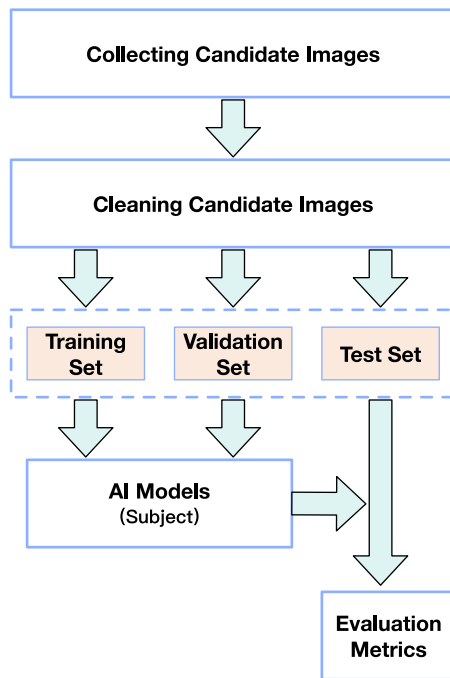 Collecting Candidate Images
Cleaning Candidate Images
Training
Set
Validation
Set
Test Set
AI Models
(Subject)
Evaluation
Metrics